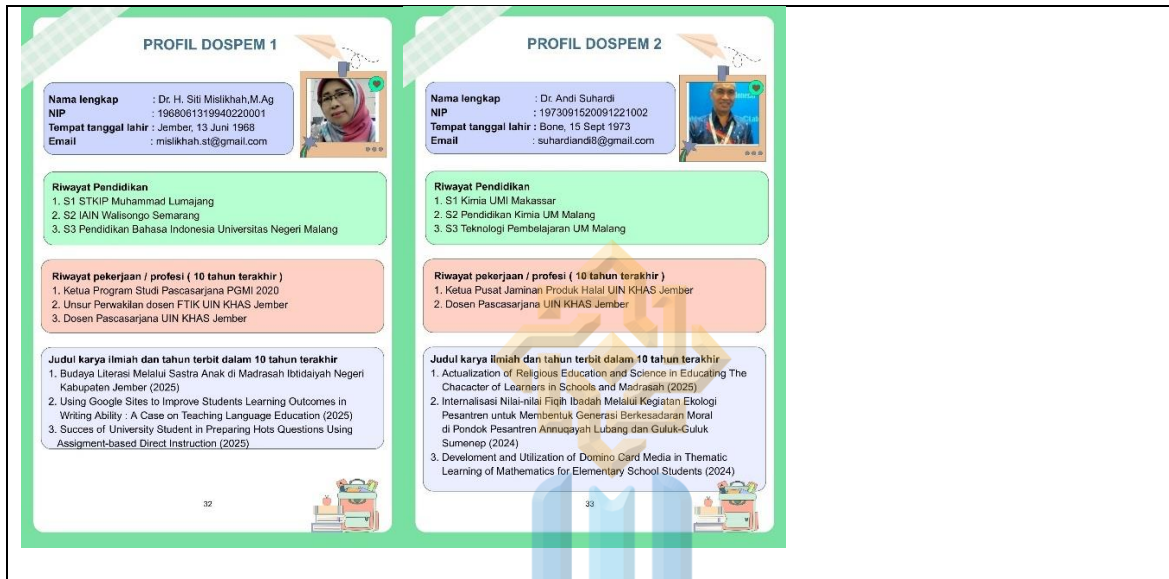 PROFIL DOSPEM 1
Nama lengkap : Dr. H. Siti Mislikhah,M.Ag
NIP : 1968061319940220001
Tempat tanggal lahir : Jember, 13 Juni 1968
Email : mislikhah.st@gmail.com
Riwayat Pendidikan
1. S1 STKIP Muhammad Lumajang
2. S2 IAIN Walisongo Semarang
3. S3 Pendidikan Bahasa Indonesia Universitas Negeri Malang
Riwayat pekerjaan / profesi ( 10 tahun terakhir )
1. Ketua Program Studi Pascasarjana PGMI 2020
2. Unsur Perwakilan dosen FTIK UIN KHAS Jember
3. Dosen Pascasarjana UIN KHAS Jember
Judul karya ilmiah dan tahun terbit dalam 10 tahun terakhir
1. Budaya Literasi Melalui Sastra Anak di Madrasah Ibtidaiyah Negeri
Kabupaten Jember (2025)
2. Using Google Sites to Improve Students Learning Outcomes in
Writing Ability : A Case on Teaching Language Education (2025)
3. Succes of University Student in Preparing Hots Questions Using
Assigment-based Direct Instruction (2025)
32
PROFIL DOSPEM 2
Nama lengkap : Dr. Andi Suhardi
NIP : 1973091520091221002
Tempat tanggal lahir : Bone, 15 Sept 1973
Email : suhardiandi8@gmail.com
Riwayat Pendidikan
1. S1 Kimia UMI Makassar
2. S2 Pendidikan Kimia UM Malang
3. S3 Teknologi Pembelajaran UM Malang
Riwayat pekerjaan / profesi ( 10 tahun terakhir )
1. Ketua Pusat Jaminan Produk Halal UIN KHAS Jember
2. Dosen Pascasarjana UIN KHAS Jember
Judul karya ilmiah dan tahun terbit dalam 10 tahun terakhir
1. Actualization of Religious Education and Science in Educating The
Chacacter of Learners in Schools and Madrasah (2025)
2. Internalisasi Nilai-nilai Fiqih Ibadah Melalui Kegiatan Ekologi
Pesantren untuk Membentuk Generasi Berkesadaran Moral
di Pondok Pesantren Annuqayah Lubang dan Guluk-Guluk
Sumenep (2024)
3. Develoment and Utilization of Domino Card Media in Thematic
Learning of Mathematics for Elementary School Students (2024)
33